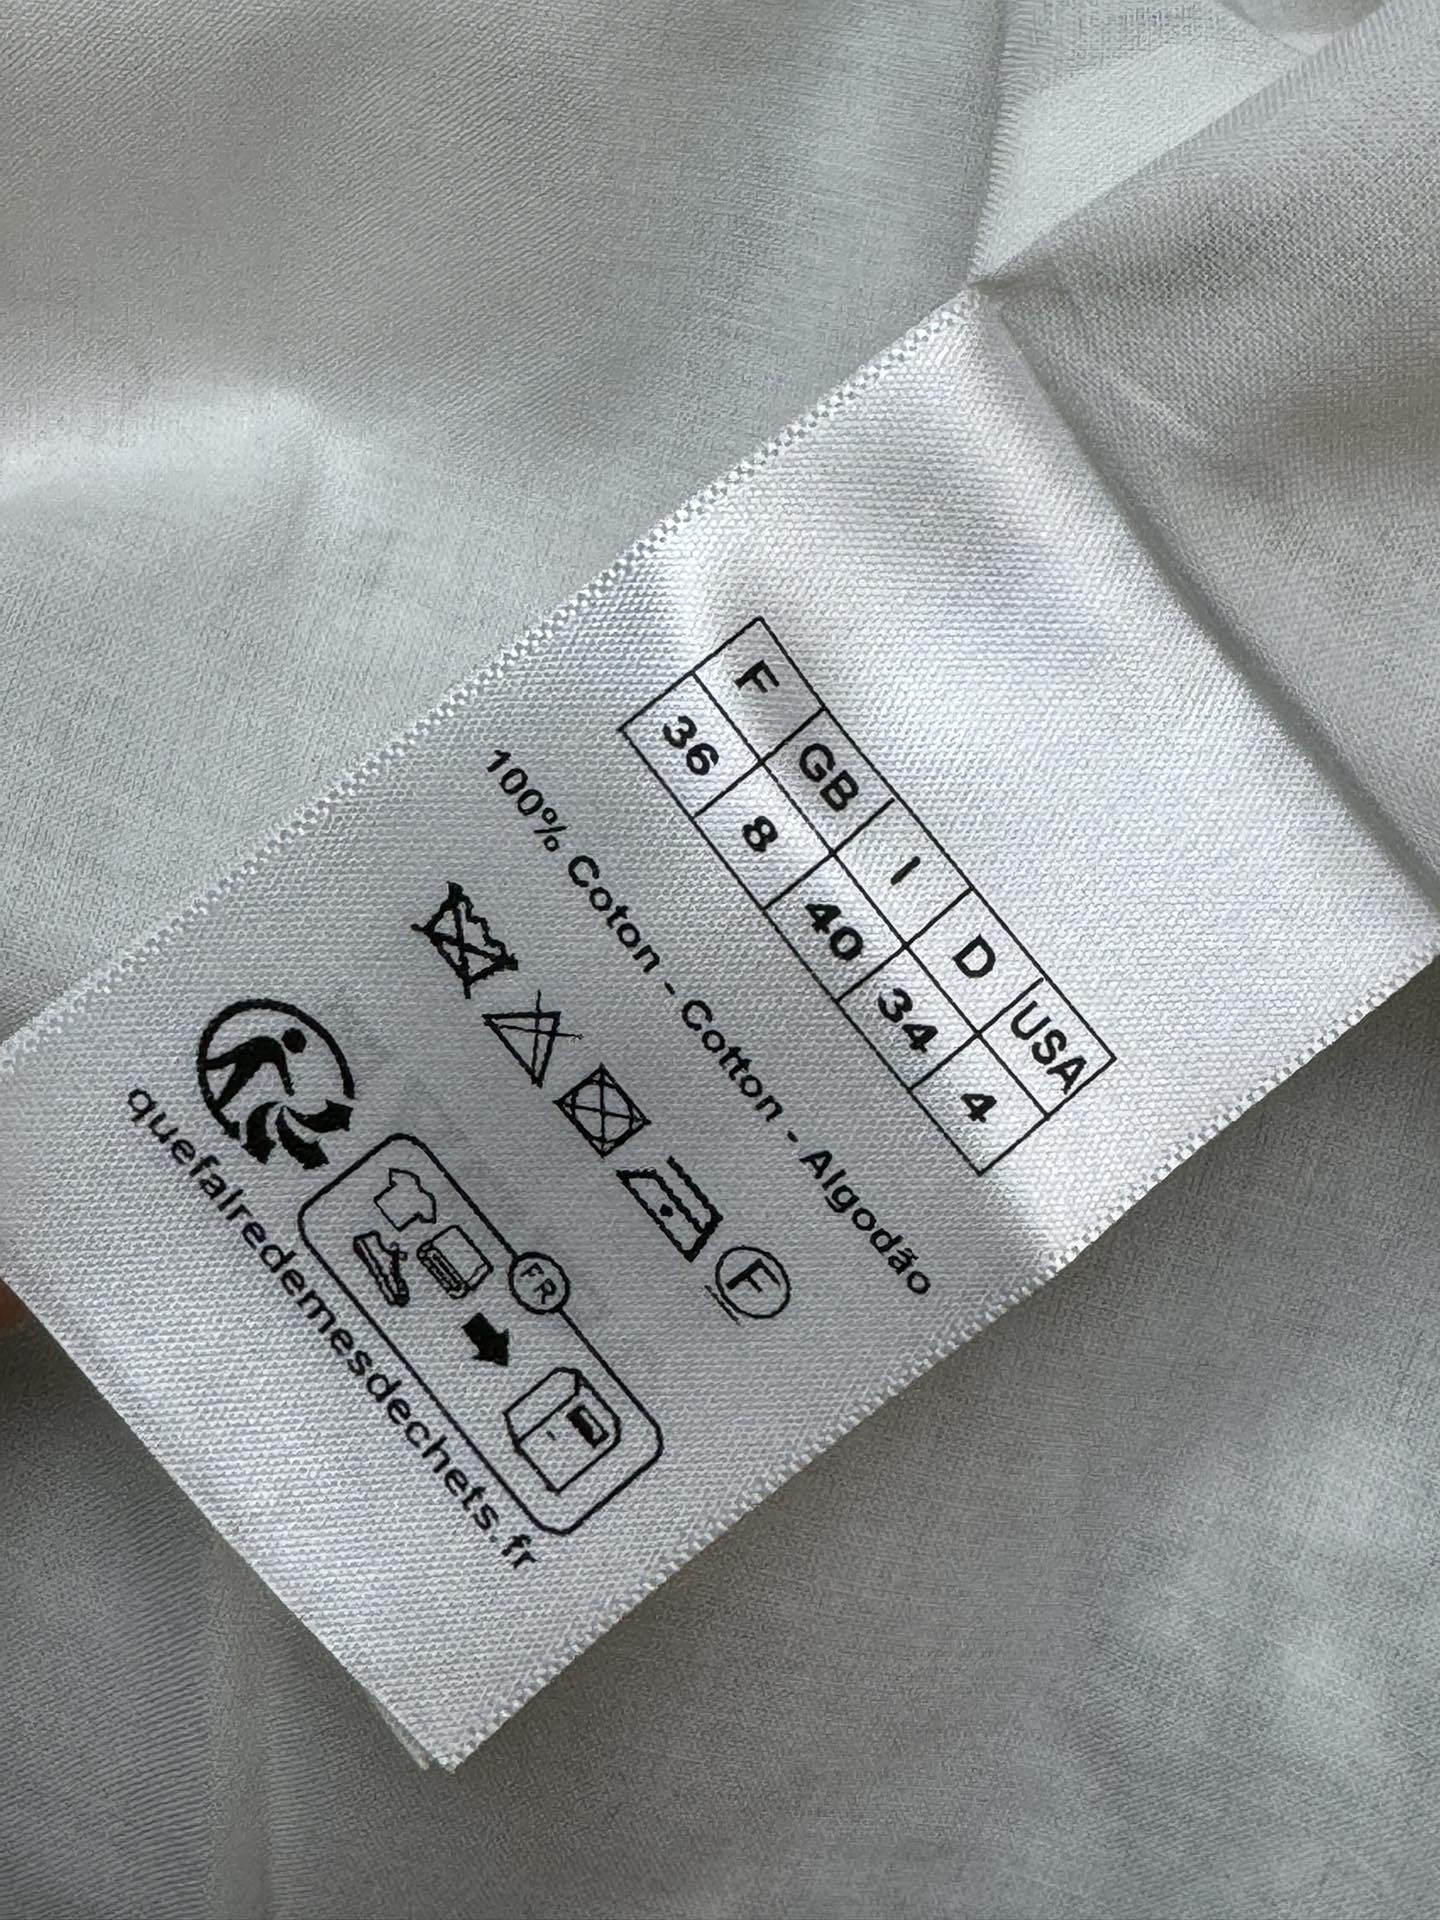 F GB I D USA
36 8 40 34 4
100% Coton - Cotton - Algodão
F
FR
quefairedemesdechets.fr